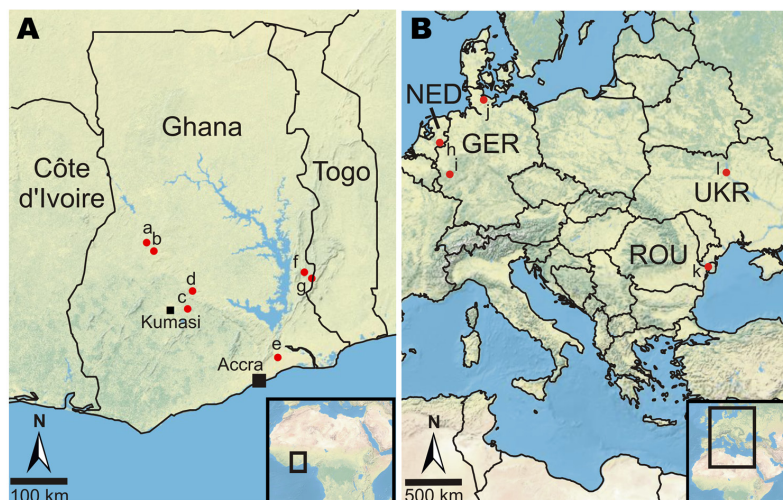 A
Ghana
Côte
d'Ivoire
Togo
a
b
f
g
d
c
Kumasi
e
Accra
N
100 km
B
NED
j
h
GER
i
l
UKR
ROU
k
N
500 km